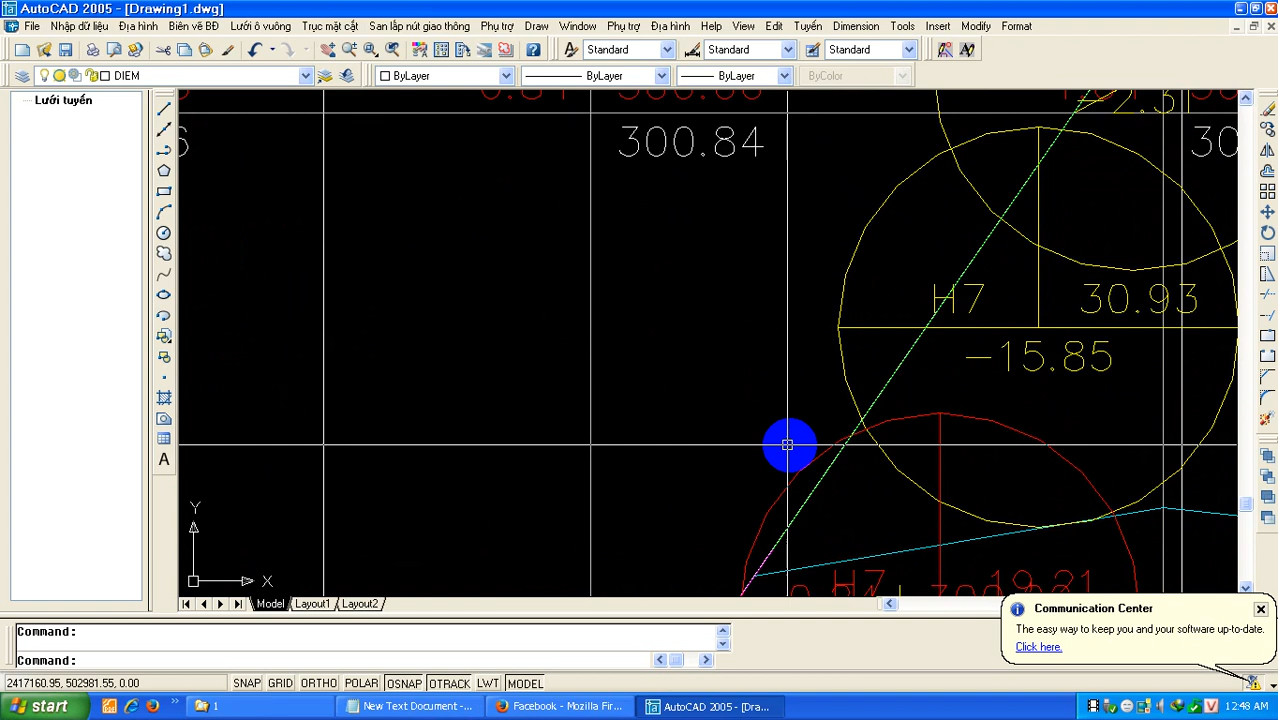 AutoCAD 2005 - [Drawing1.dwg]
File Nhập dữ liệu Địa hình Biên vẽ BĐ Lưới ô vuông Trục mặt cắt San lấp nút giao thông Phụ trợ Draw Window Phụ trợ Địa hình Help View Edit Tuyến Dimension Tools Insert Modify Format
Standard Standard Standard
DIEM ByLayer ByLayer ByLayer ByColor
Lưới tuyến
300.84
30
H7 30.93
-15.85
H7 19.21
Y
X
Model Layout1 Layout2
Communication Center
The easy way to keep you and your software up-to-date.
Click here.
Command:
Command:
2417160.95, 502981.55, 0.00 SNAP GRID ORTHO POLAR OSNAP OTRACK LWT MODEL
start 1 New Text Document -... Facebook - Mozilla Fir... AutoCAD 2005 - [Dra... V 12:48 AM